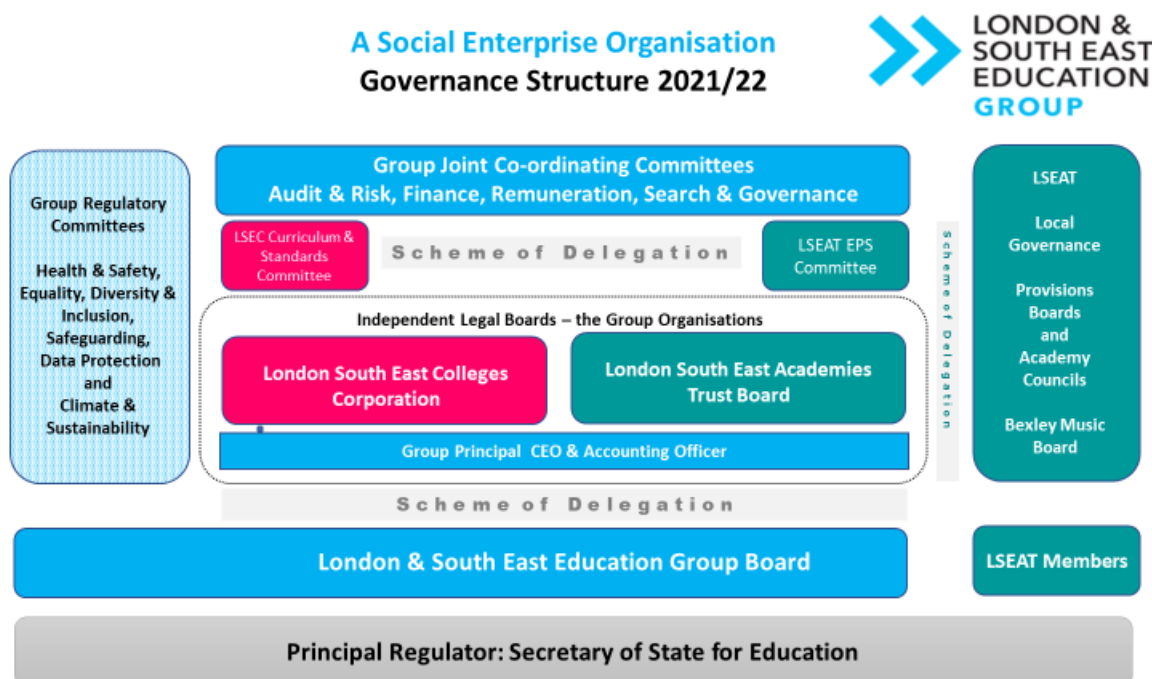 A Social Enterprise Organisation
Governance Structure 2021/22
LONDON &
SOUTH EAST
EDUCATION
GROUP
Group Regulatory
Committees
Health & Safety,
Equality, Diversity &
Inclusion,
Safeguarding,
Data Protection
and
Climate &
Sustainability
Group Joint Co-ordinating Committees
Audit & Risk, Finance, Remuneration, Search & Governance
LSEC Curriculum &
Standards
Committee
Scheme of Delegation
LSEAT EPS
Committee
Independent Legal Boards – the Group Organisations
London South East Colleges
Corporation
London South East Academies
Trust Board
Group Principal CEO & Accounting Officer
Scheme of Delegation
Scheme of Delegation
LSEAT
Local
Governance
Provisions
Boards
and
Academy
Councils
Bexley Music
Board
London & South East Education Group Board
LSEAT Members
Principal Regulator: Secretary of State for Education